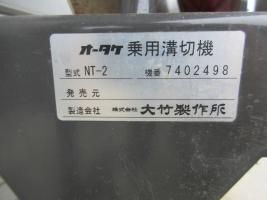 オータケ 乗用溝切機
型式 NT-2 機番 7402498
発売元
製造会社 株式会社 大竹製作所